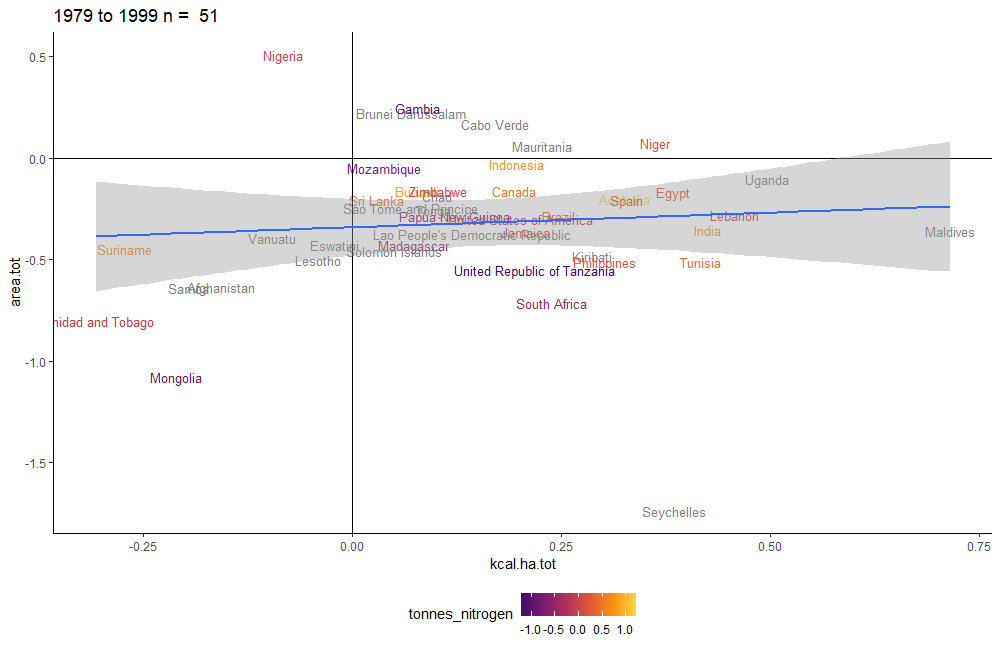 1979 to 1999 n = 51
0.5
Nigeria
Gambia
Brunei Darussalam
Cabo Verde
Mauritania
Niger
0.0
Indonesia
Mozambique
Uganda
Zimbabwe
Canada
Egypt
Chad
Sri Lanka
Spain
Sao Tome and Principe
Papua New Guinea
United States of America
Brazil
Lebanon
Jamaica
India
Maldives
Lao People's Democratic Republic
Vanuatu
Eswatini
Madagascar
Suriname
Solomon Islands
-0.5
Lesotho
Kiribati
Philippines
Tunisia
United Republic of Tanzania
Samoa
Afghanistan
South Africa
nidad and Tobago
-1.0
Mongolia
-1.5
Seychelles
area.tot
-0.25 0.00 0.25 0.50 0.75
kcal.ha.tot
tonnes_nitrogen
-1.0 -0.5 0.0 0.5 1.0